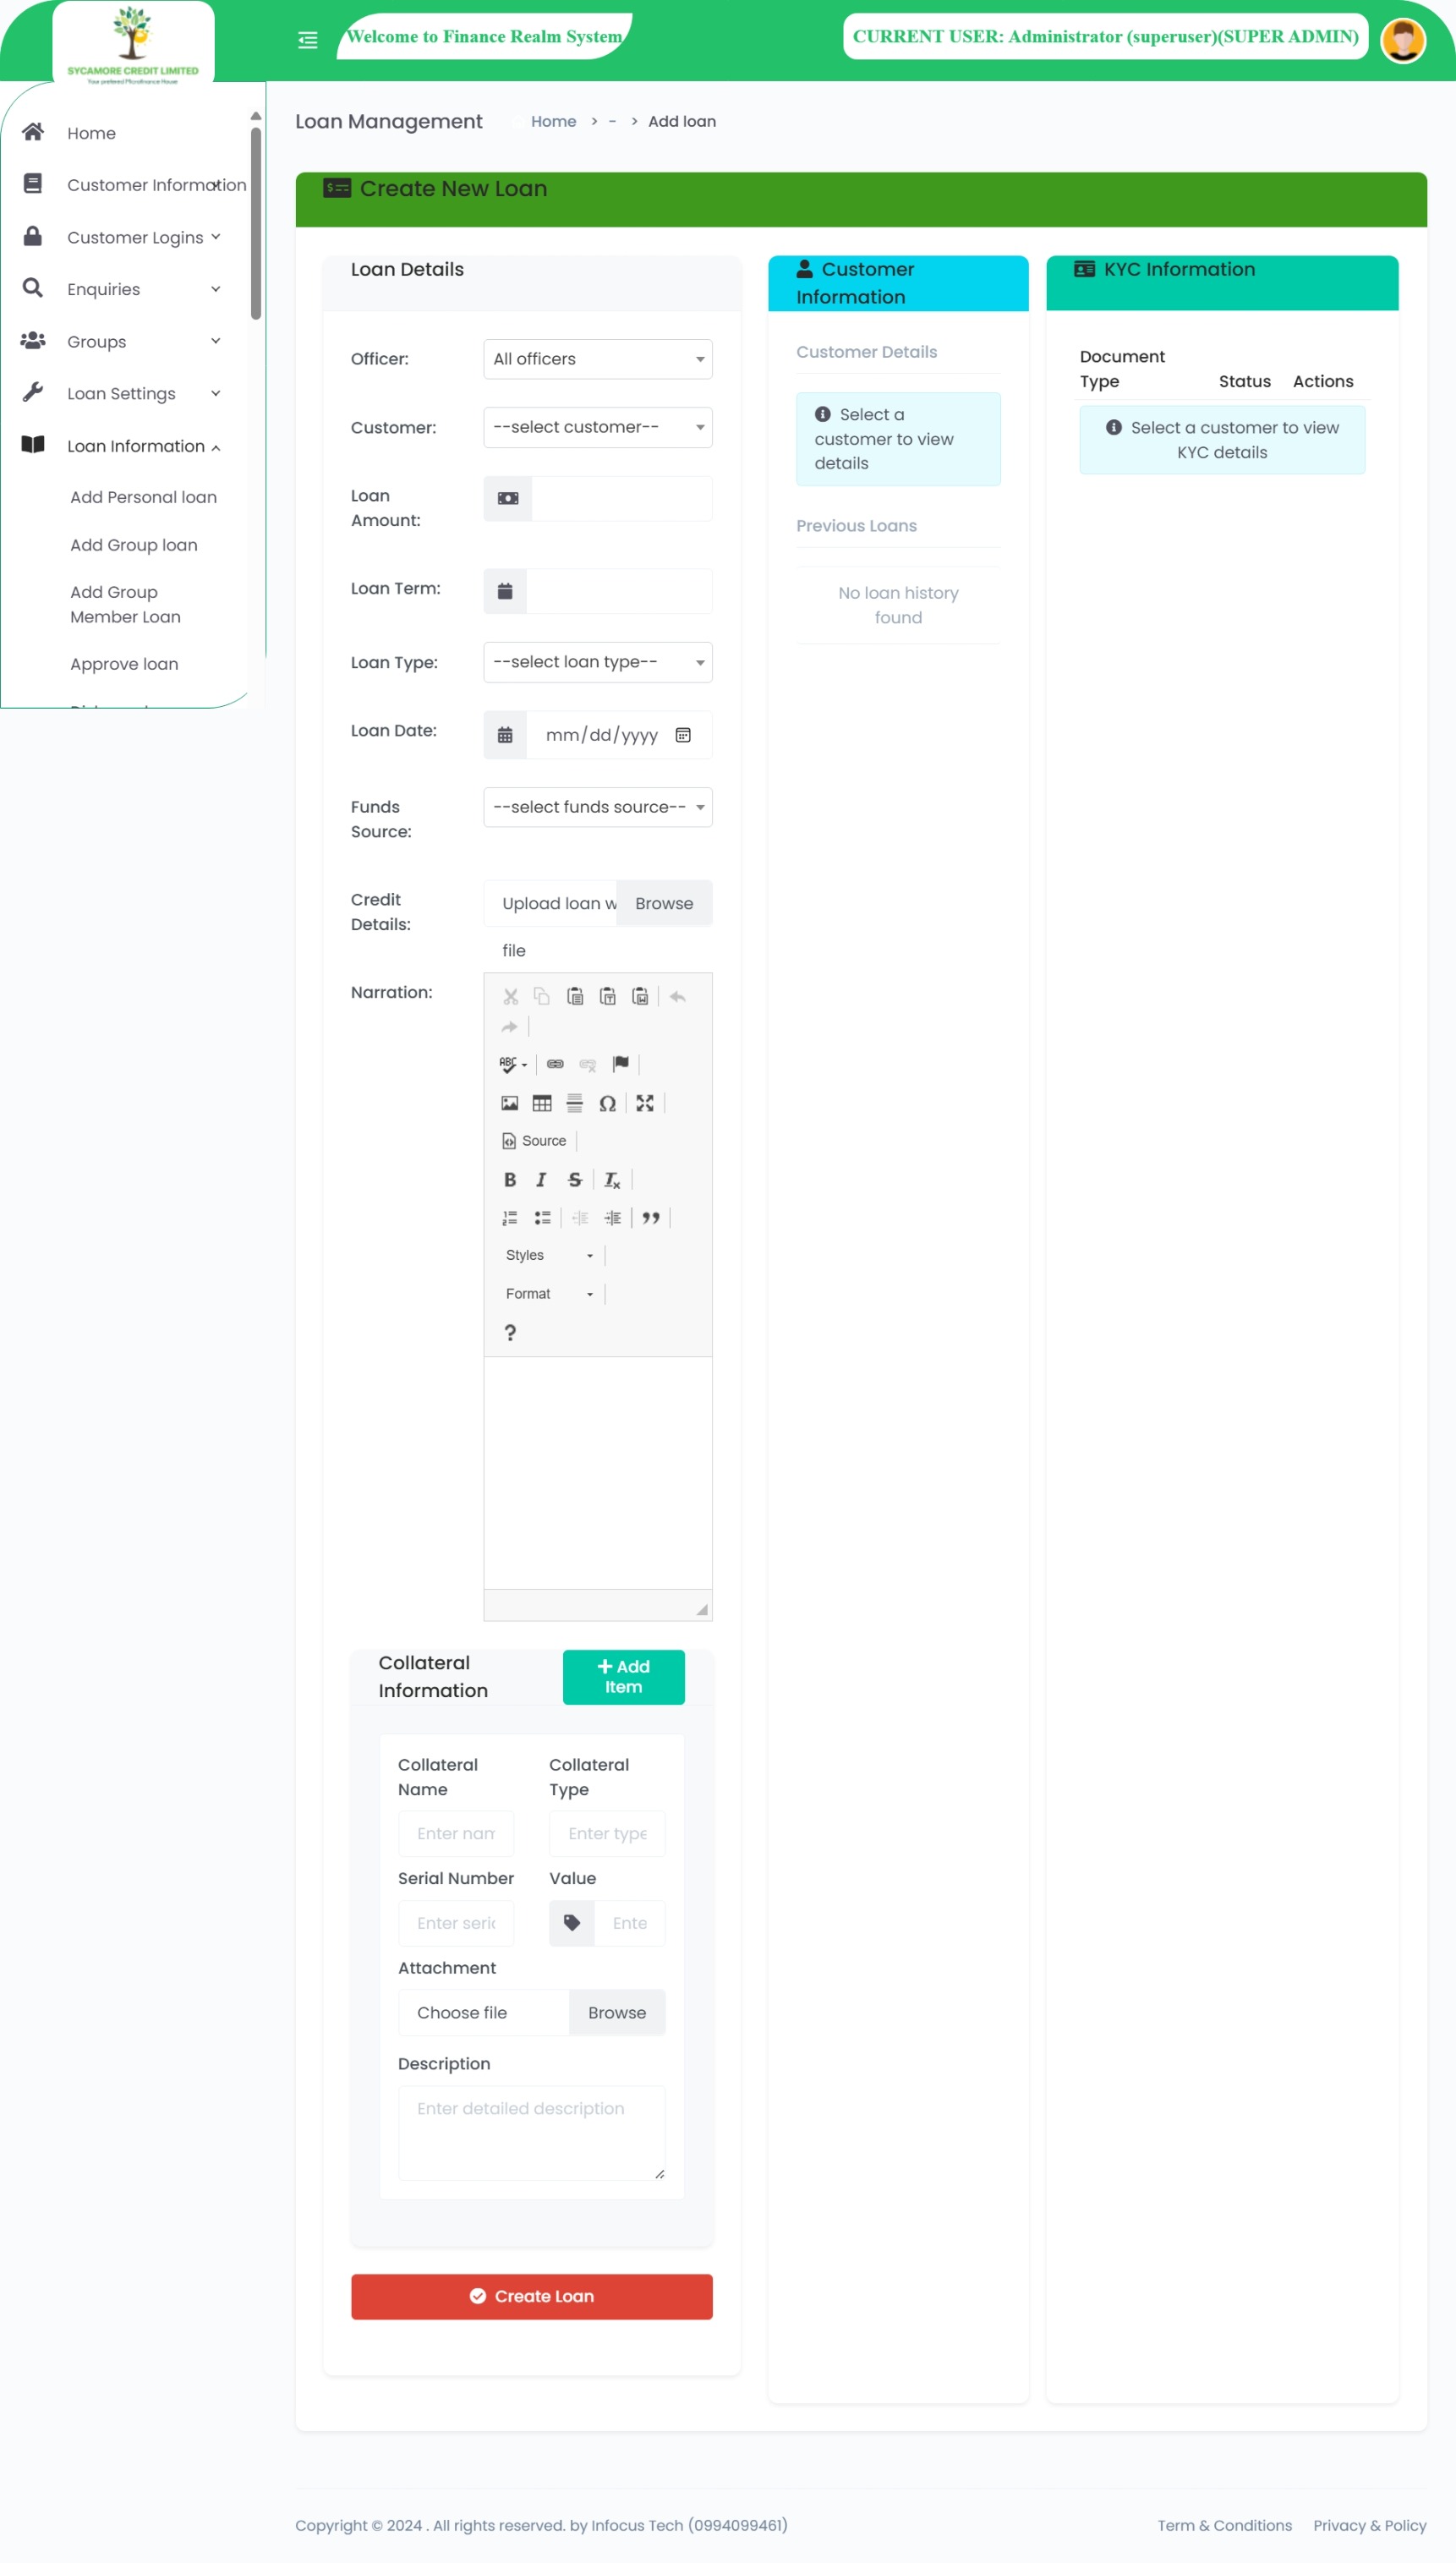 SYCAMORE CREDIT LIMITED
Your preferred Microfinance House
Welcome to Finance Realm System
CURRENT USER: Administrator (superuser)(SUPER ADMIN)
Home
Customer Information
Customer Logins
Enquiries
Groups
Loan Settings
Loan Information
Add Personal loan
Add Group loan
Add Group
Member Loan
Approve loan
Loan Management
Home > - > Add loan
Create New Loan
Loan Details
Officer:
All officers
Customer:
--select customer--
Loan
Amount:
Loan Term:
Loan Type:
--select loan type--
Loan Date:
mm/dd/yyyy
Funds
Source:
--select funds source--
Credit
Details:
Upload loan w
Browse
file
Narration:
ABC
Source
B I S Tx
Styles
Format
?
Collateral
Information
Add
Item
Collateral
Name
Collateral
Type
Enter nam
Enter type
Serial Number
Value
Enter seri
Ente
Attachment
Choose file
Browse
Description
Enter detailed description
Create Loan
Customer
Information
Customer Details
Select a
customer to view
details
Previous Loans
No loan history
found
KYC Information
Document
Type
Status
Actions
Select a customer to view
KYC details
Copyright © 2024 . All rights reserved. by Infocus Tech (0994099461)
Term & Conditions
Privacy & Policy